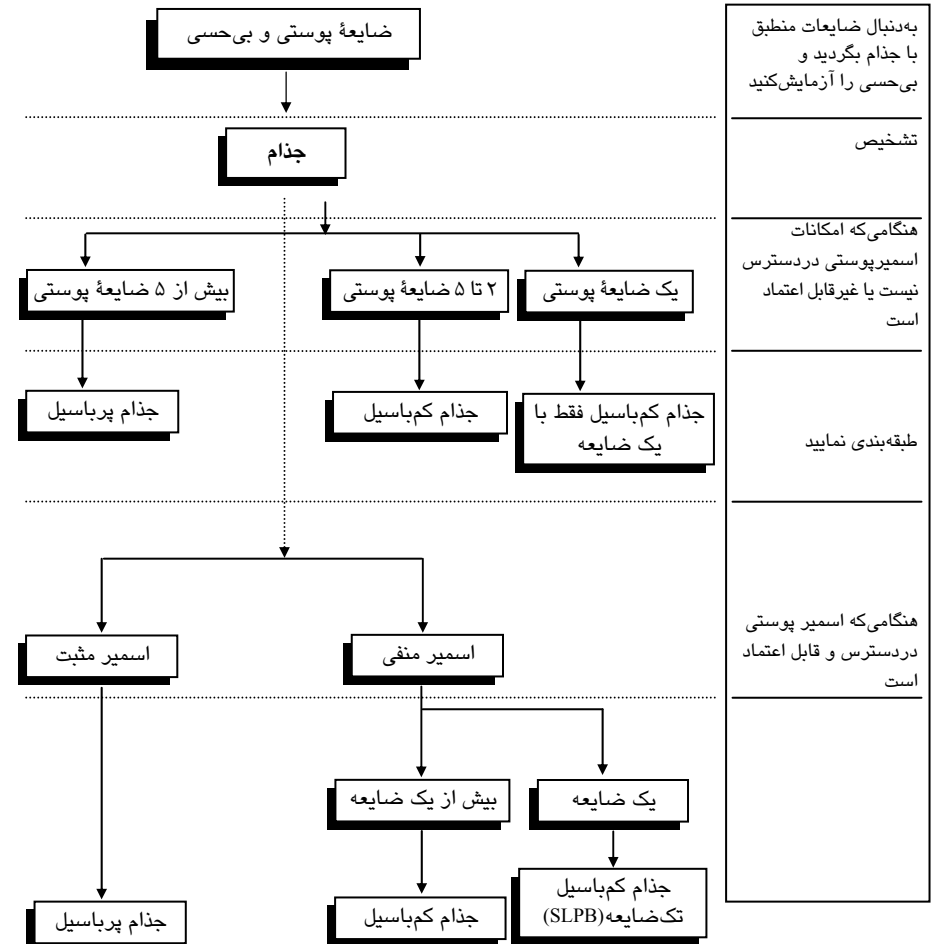 ضایعهٔ پوستی و بی‌حسی
به‌دنبال ضایعات منطبق
با جذام بگردید و
بی‌حسی را آزمایش‌کنید
جذام
تشخیص
هنگامی‌که امکانات
اسمیرپوستی دردسترس
نیست یا غیرقابل اعتماد
است
یک ضایعهٔ پوستی
۲ تا ۵ ضایعهٔ پوستی
بیش از ۵ ضایعهٔ پوستی
جذام کم‌باسیل فقط با
یک ضایعه
جذام کم‌باسیل
جذام پرباسیل
طبقه‌بندی نمایید
هنگامی‌که اسمیر پوستی
دردسترس و قابل اعتماد
است
اسمیر منفی
اسمیر مثبت
یک ضایعه
بیش از یک ضایعه
جذام کم‌باسیل
تک‌ضایعه(SLPB)
جذام کم‌باسیل
جذام پرباسیل